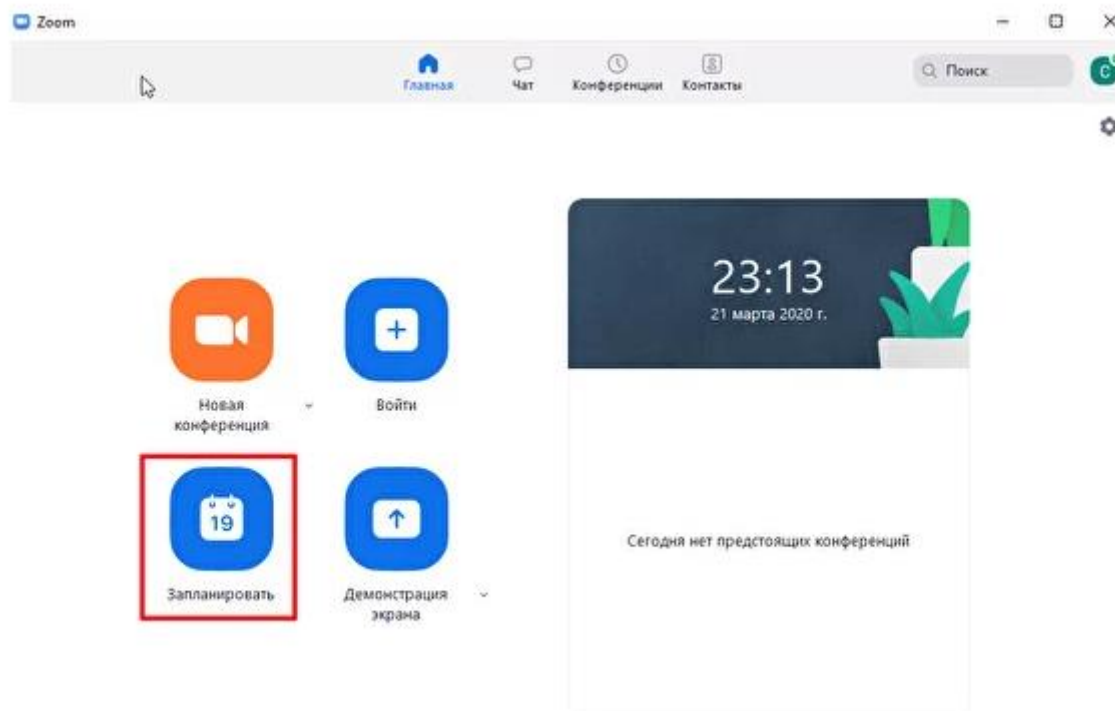 Zoom
Главная
Чат
Конференции
Контакты
Поиск
C
23:13
21 марта 2020 г.
Новая
конференция
Войти
19
Запланировать
Демонстрация
экрана
Сегодня нет предстоящих конференций